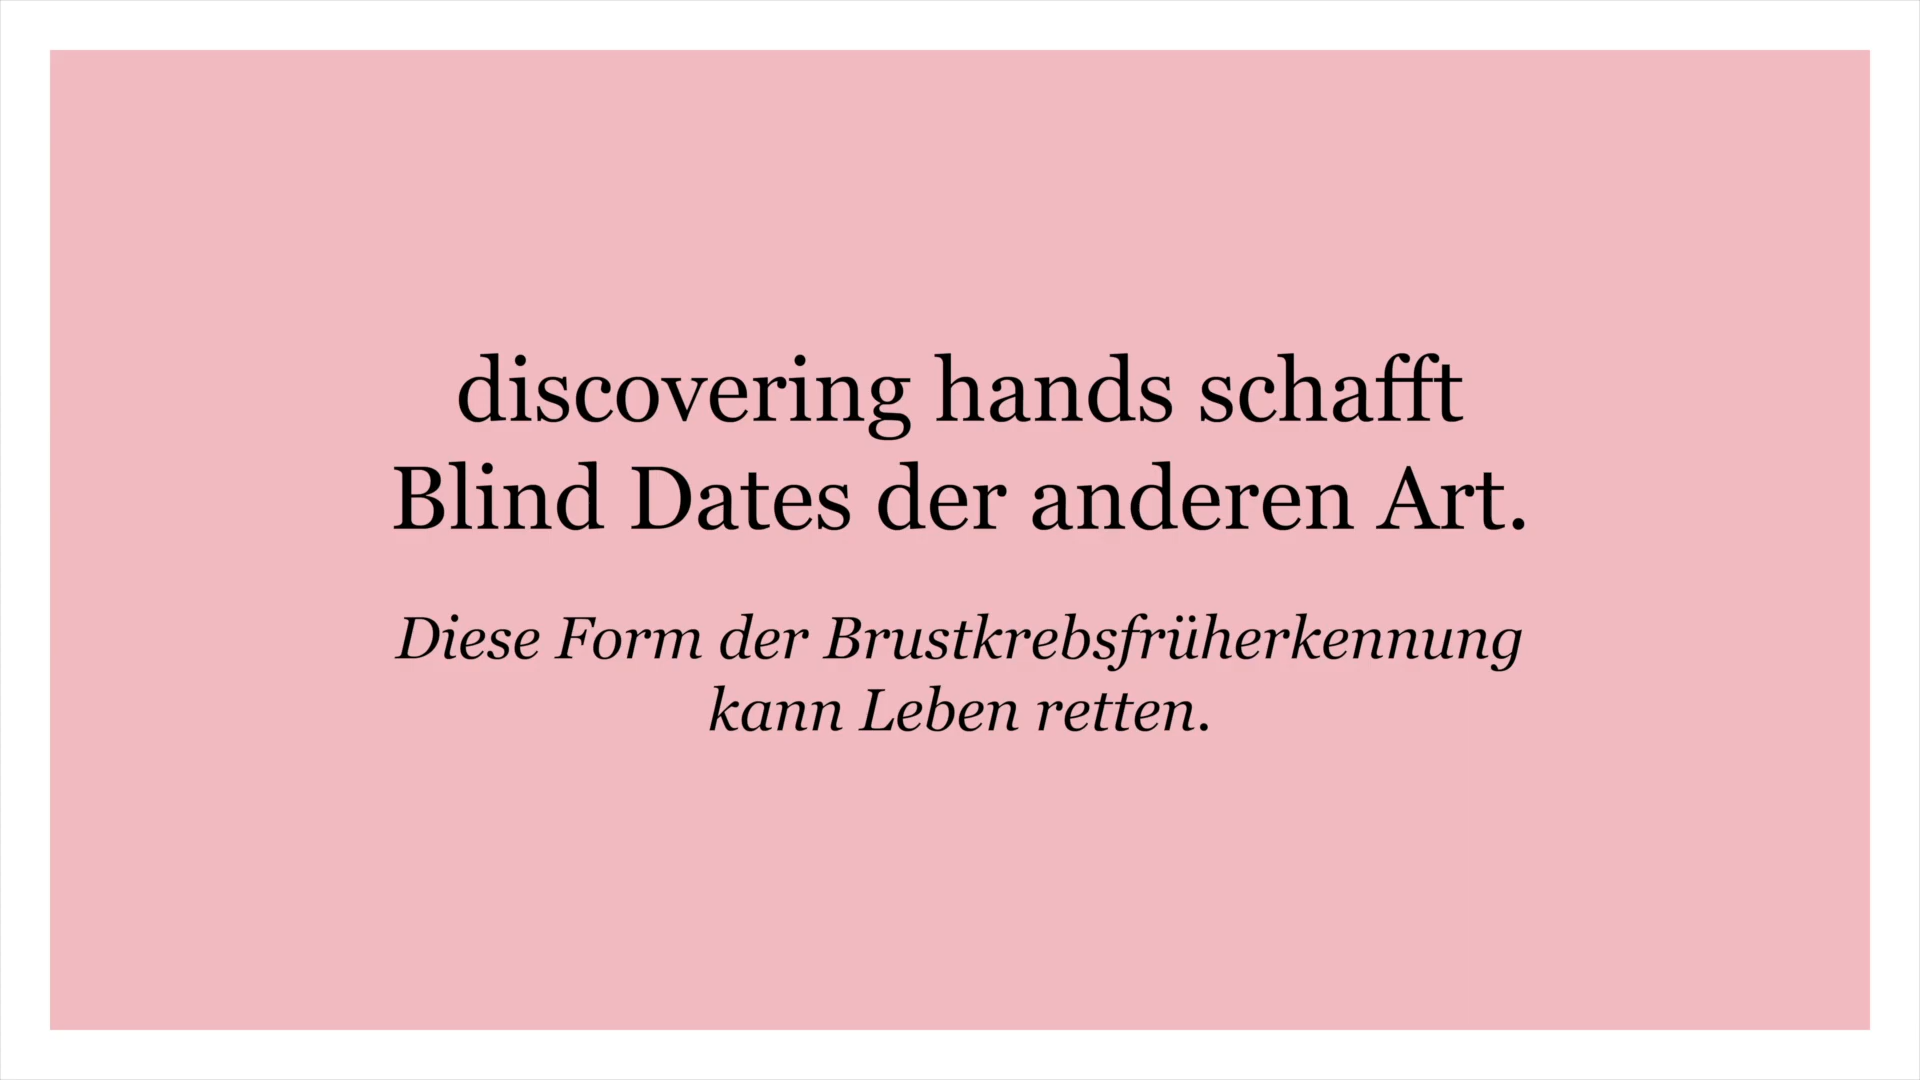 discovering hands schafft
Blind Dates der anderen Art.
Diese Form der Brustkrebsfrüherkennung
kann Leben retten.